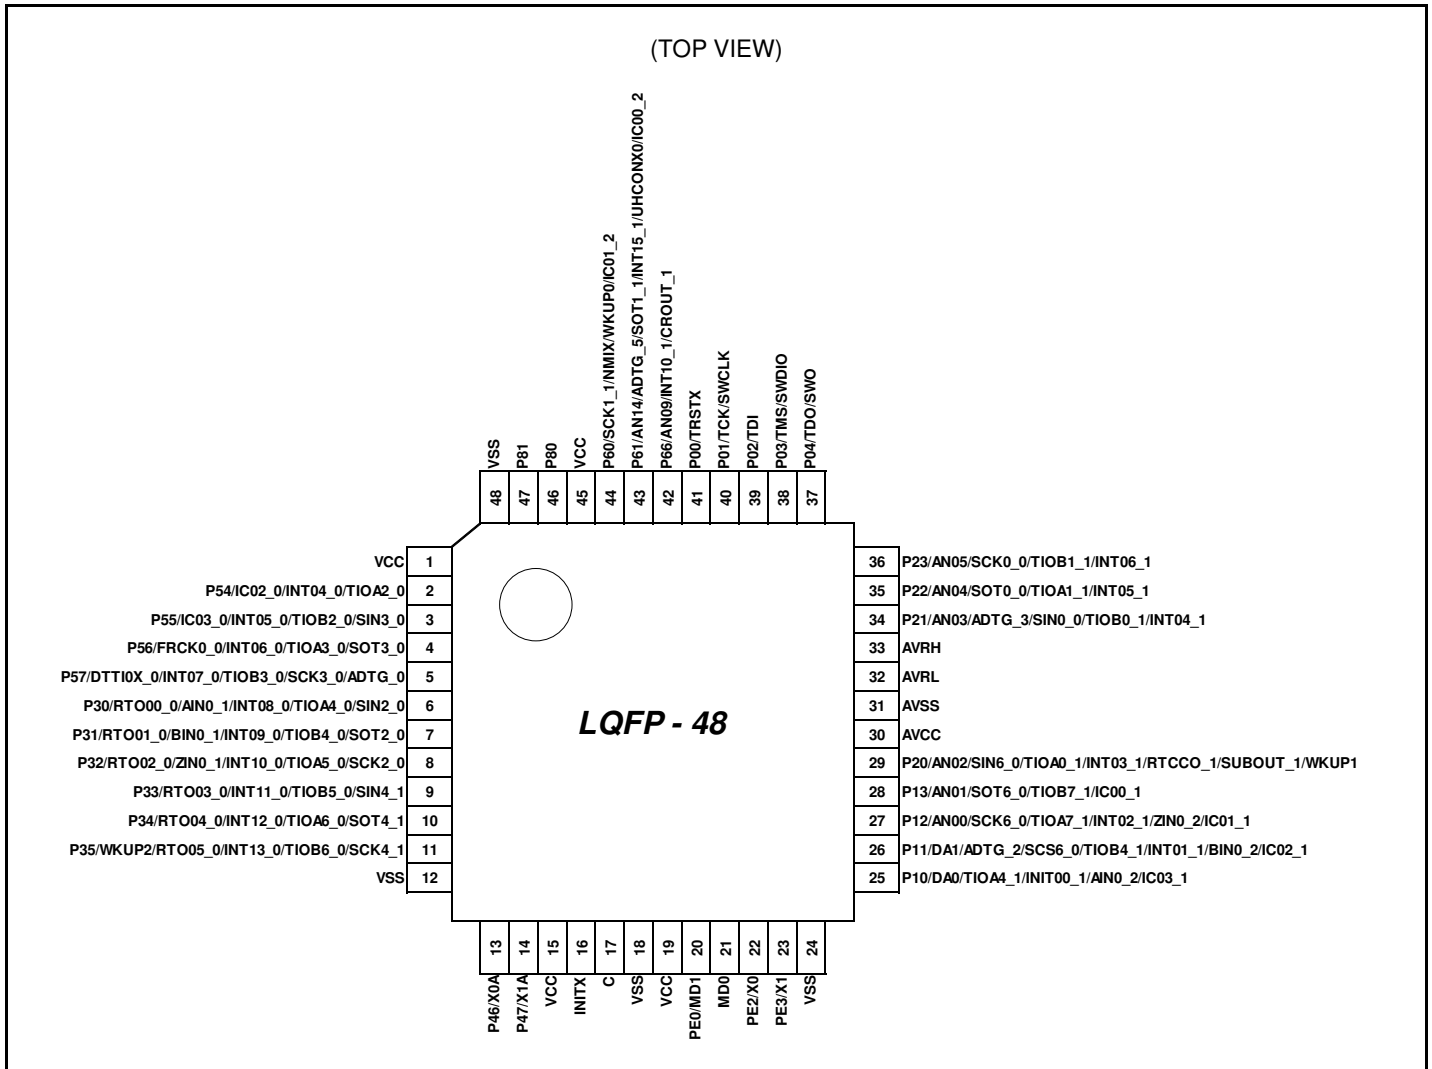 (TOP VIEW)
VSS
P81
P80
VCC
P60/SCK1_1/NMIX/WKUP0/IC01_2
P61/AN14/ADTG_5/SOT1_1/INT15_1/UHCONX0/IC00_2
P66/AN09/INT10_1/CROUT_1
P00/TRSTX
P01/TCK/SWCLK
P02/TDI
P03/TMS/SWDIO
P04/TDO/SWO
48 47 46 45 44 43 42 41 40 39 38 37
VCC 1
P54/IC02_0/INT04_0/TIOA2_0 2
P55/IC03_0/INT05_0/TIOB2_0/SIN3_0 3
P56/FRCK0_0/INT06_0/TIOA3_0/SOT3_0 4
P57/DTTI0X_0/INT07_0/TIOB3_0/SCK3_0/ADTG_0 5
P30/RTO00_0/AIN0_1/INT08_0/TIOA4_0/SIN2_0 6
P31/RTO01_0/BIN0_1/INT09_0/TIOB4_0/SOT2_0 7
P32/RTO02_0/ZIN0_1/INT10_0/TIOA5_0/SCK2_0 8
P33/RTO03_0/INT11_0/TIOB5_0/SIN4_1 9
P34/RTO04_0/INT12_0/TIOA6_0/SOT4_1 10
P35/WKUP2/RTO05_0/INT13_0/TIOB6_0/SCK4_1 11
VSS 12
LQFP - 48
36 P23/AN05/SCK0_0/TIOB1_1/INT06_1
35 P22/AN04/SOT0_0/TIOA1_1/INT05_1
34 P21/AN03/ADTG_3/SIN0_0/TIOB0_1/INT04_1
33 AVRH
32 AVRL
31 AVSS
30 AVCC
29 P20/AN02/SIN6_0/TIOA0_1/INT03_1/RTCCO_1/SUBOUT_1/WKUP1
28 P13/AN01/SOT6_0/TIOB7_1/IC00_1
27 P12/AN00/SCK6_0/TIOA7_1/INT02_1/ZIN0_2/IC01_1
26 P11/DA1/ADTG_2/SCS6_0/TIOB4_1/INT01_1/BIN0_2/IC02_1
25 P10/DA0/TIOA4_1/INIT00_1/AIN0_2/IC03_1
13 14 15 16 17 18 19 20 21 22 23 24
P46/X0A
P47/X1A
VCC
INITX
C
VSS
VCC
PE0/MD1
MD0
PE2/X0
PE3/X1
VSS